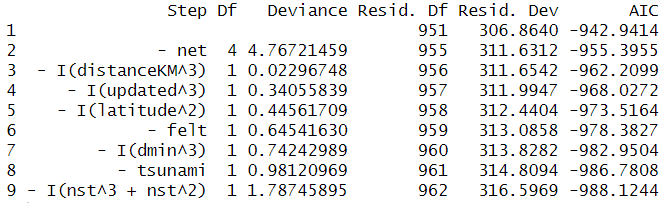 Step Df Deviance Resid. Df Resid. Dev AIC
1 951 306.8640 -942.9414
2 - net 4 4.76721459 955 311.6312 -955.3955
3 - I(distanceKM^3) 1 0.02296748 956 311.6542 -962.2099
4 - I(updated^3) 1 0.34055839 957 311.9947 -968.0272
5 - I(latitude^2) 1 0.44561709 958 312.4404 -973.5164
6 - felt 1 0.64541630 959 313.0858 -978.3827
7 - I(dmin^3) 1 0.74242989 960 313.8282 -982.9504
8 - tsunami 1 0.98120969 961 314.8094 -986.7808
9 - I(nst^3 + nst^2) 1 1.78745895 962 316.5969 -988.1244